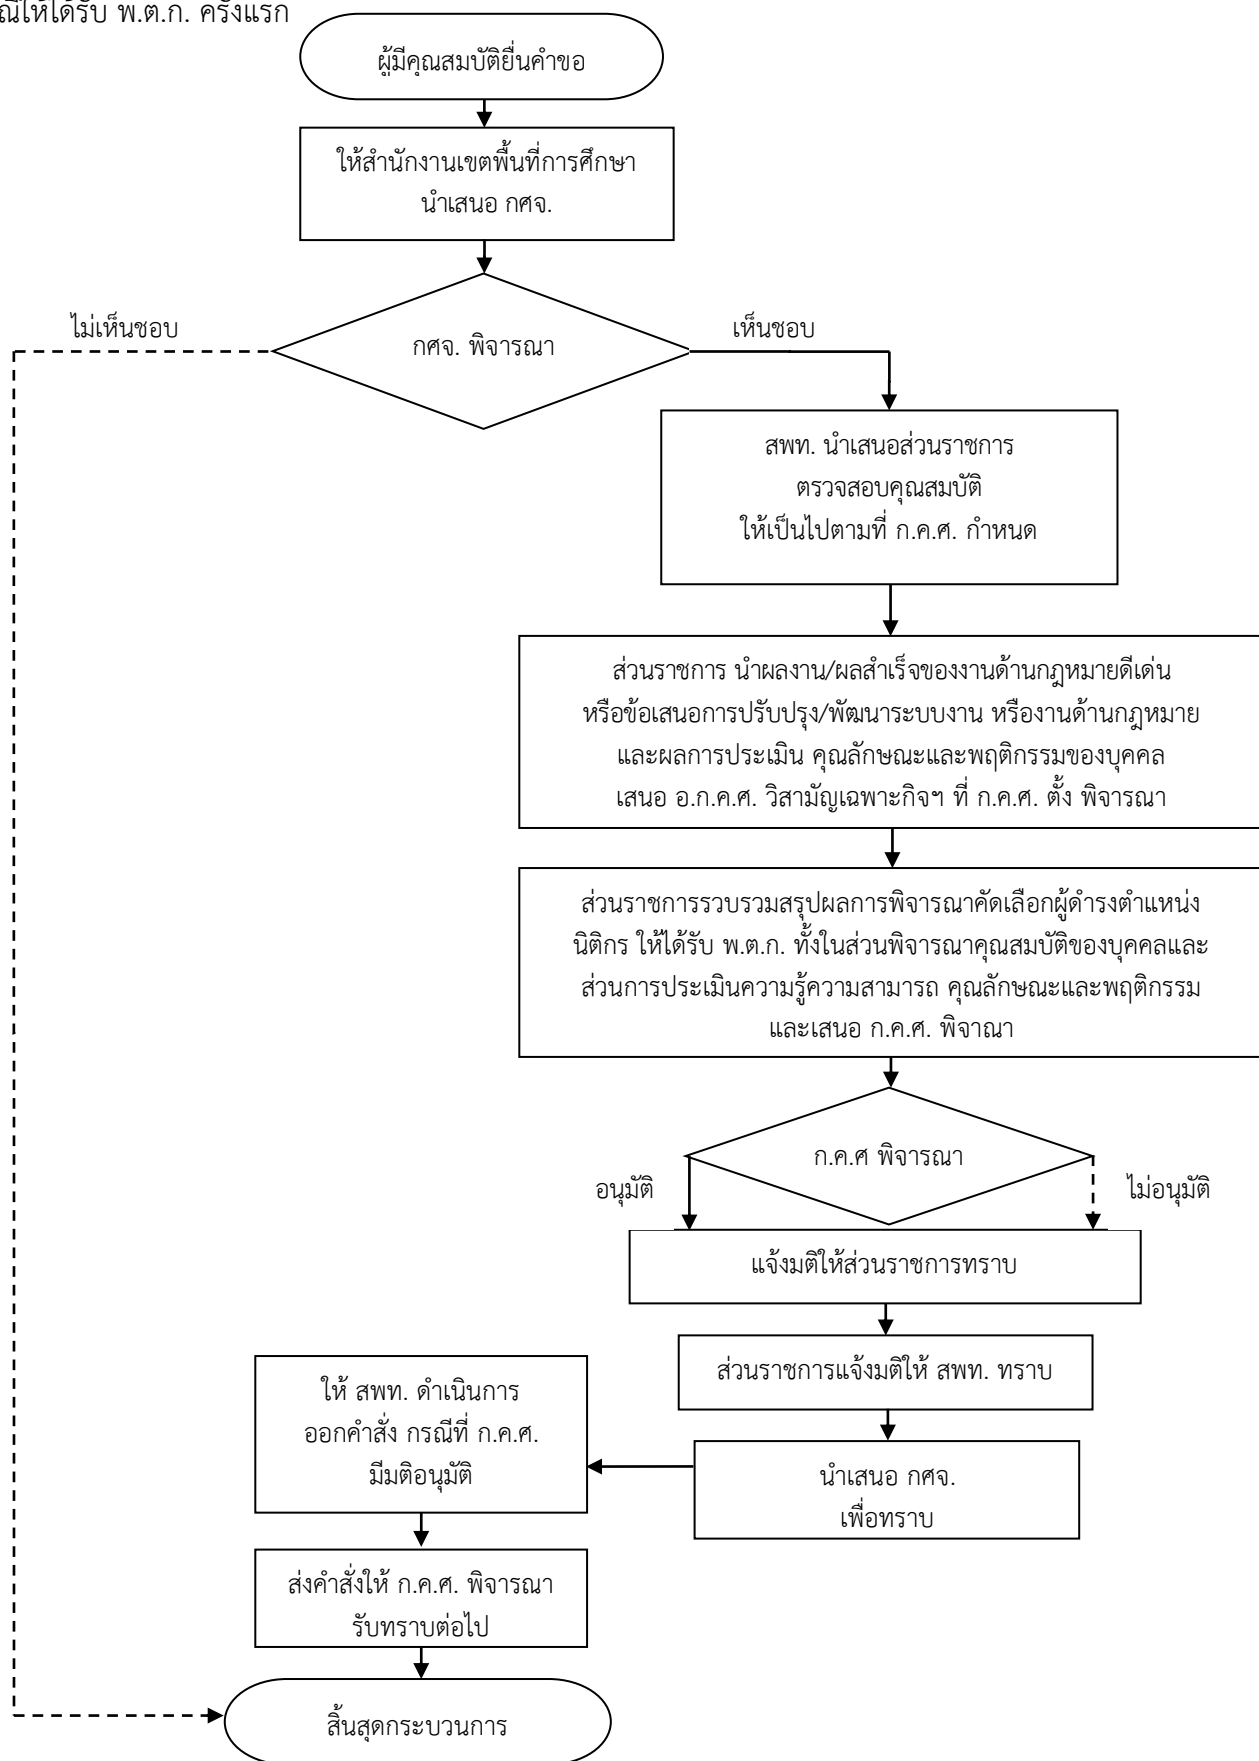 ณีให้ได้รับ พ.ต.ก. ครั้งแรก
ผู้มีคุณสมบัติยื่นคำขอ
ให้สำนักงานเขตพื้นที่การศึกษา
นำเสนอ กศจ.
ไม่เห็นชอบ
กศจ. พิจารณา
เห็นชอบ
สพท. นำเสนอส่วนราชการ
ตรวจสอบคุณสมบัติ
ให้เป็นไปตามที่ ก.ค.ศ. กำหนด
ส่วนราชการ นำผลงาน/ผลสำเร็จของงานด้านกฎหมายดีเด่น
หรือข้อเสนอการปรับปรุง/พัฒนาระบบงาน หรืองานด้านกฎหมาย
และผลการประเมิน คุณลักษณะและพฤติกรรมของบุคคล
เสนอ อ.ก.ค.ศ. วิสามัญเฉพาะกิจฯ ที่ ก.ค.ศ. ตั้ง พิจารณา
ส่วนราชการรวบรวมสรุปผลการพิจารณาคัดเลือกผู้ดำรงตำแหน่ง
นิติกร ให้ได้รับ พ.ต.ก. ทั้งในส่วนพิจารณาคุณสมบัติของบุคคลและ
ส่วนการประเมินความรู้ความสามารถ คุณลักษณะและพฤติกรรม
และเสนอ ก.ค.ศ. พิจาณา
ก.ค.ศ พิจารณา
อนุมัติ
ไม่อนุมัติ
แจ้งมติให้ส่วนราชการทราบ
ส่วนราชการแจ้งมติให้ สพท. ทราบ
นำเสนอ กศจ.
เพื่อทราบ
ให้ สพท. ดำเนินการ
ออกคำสั่ง กรณีที่ ก.ค.ศ.
มีมติอนุมัติ
ส่งคำสั่งให้ ก.ค.ศ. พิจารณา
รับทราบต่อไป
สิ้นสุดกระบวนการ